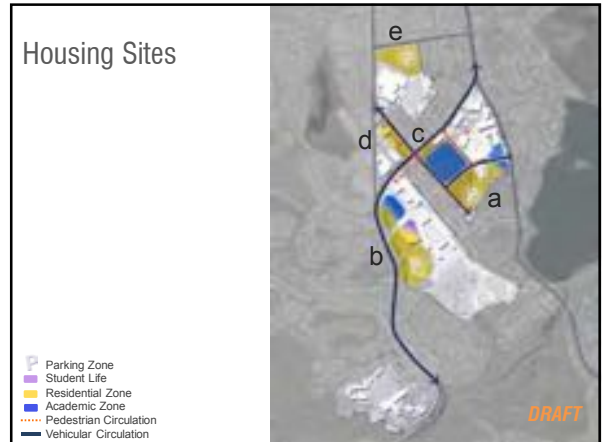 Housing Sites
e
c
d
a
b
P Parking Zone
Student Life
Residential Zone
Academic Zone
Pedestrian Circulation
Vehicular Circulation
DRAFT